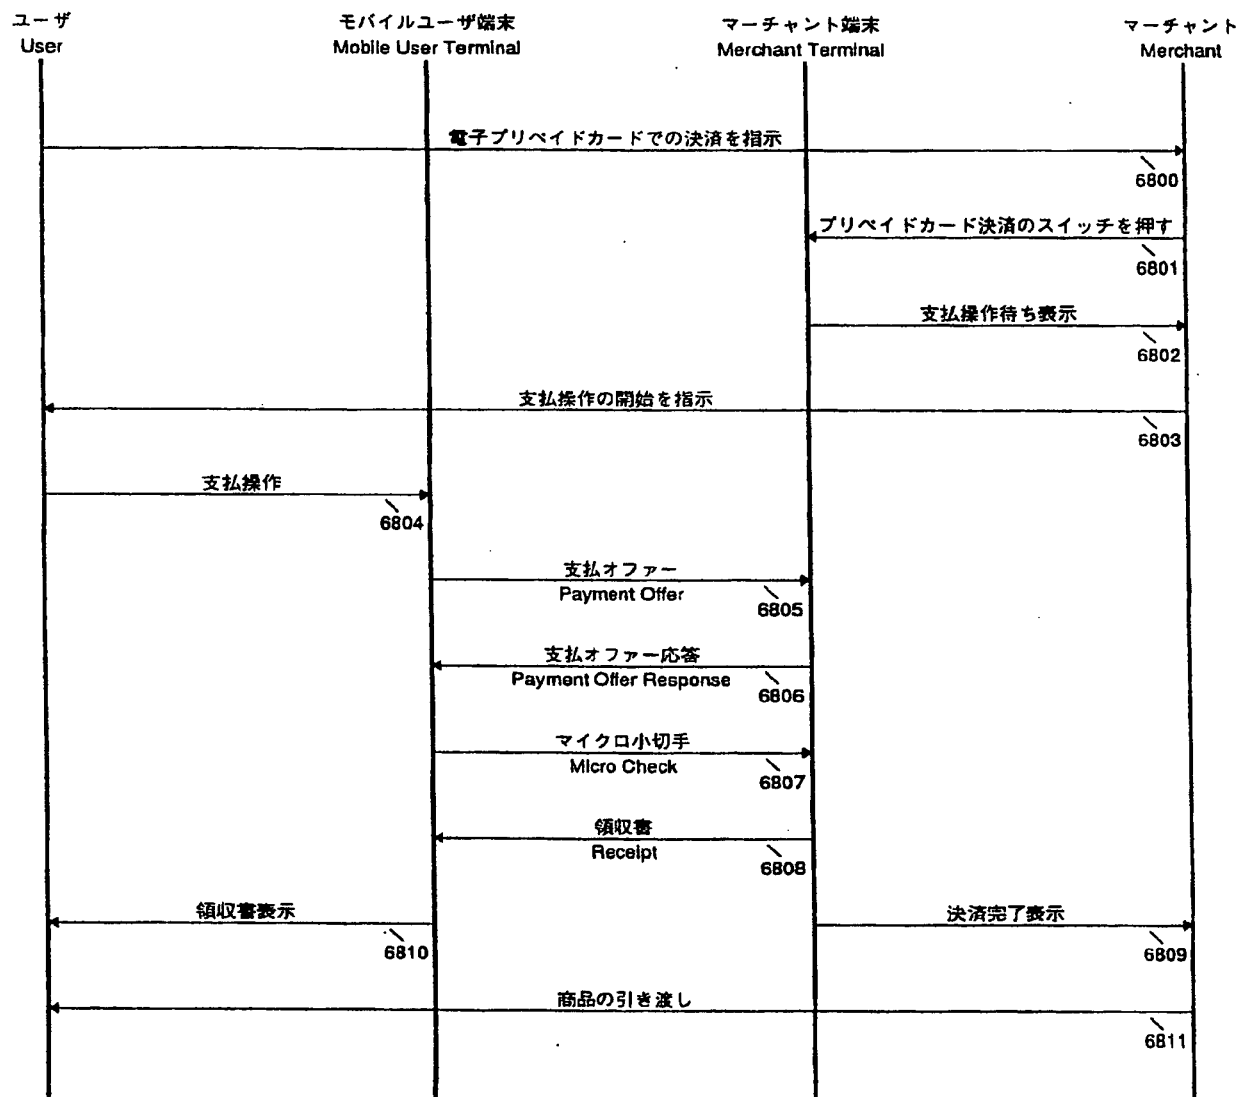 ユーザ
User
モバイルユーザ端末
Mobile User Terminal
マーチャント端末
Merchant Terminal
マーチャント
Merchant
電子プリペイドカードでの決済を指示
6800
プリペイドカード決済のスイッチを押す
6801
支払操作待ち表示
6802
支払操作の開始を指示
6803
支払操作
6804
支払オファー
Payment Offer
6805
支払オファー応答
Payment Offer Response
6806
マイクロ小切手
Micro Check
6807
領収書
Receipt
6808
領収書表示
6810
決済完了表示
6809
商品の引き渡し
6811